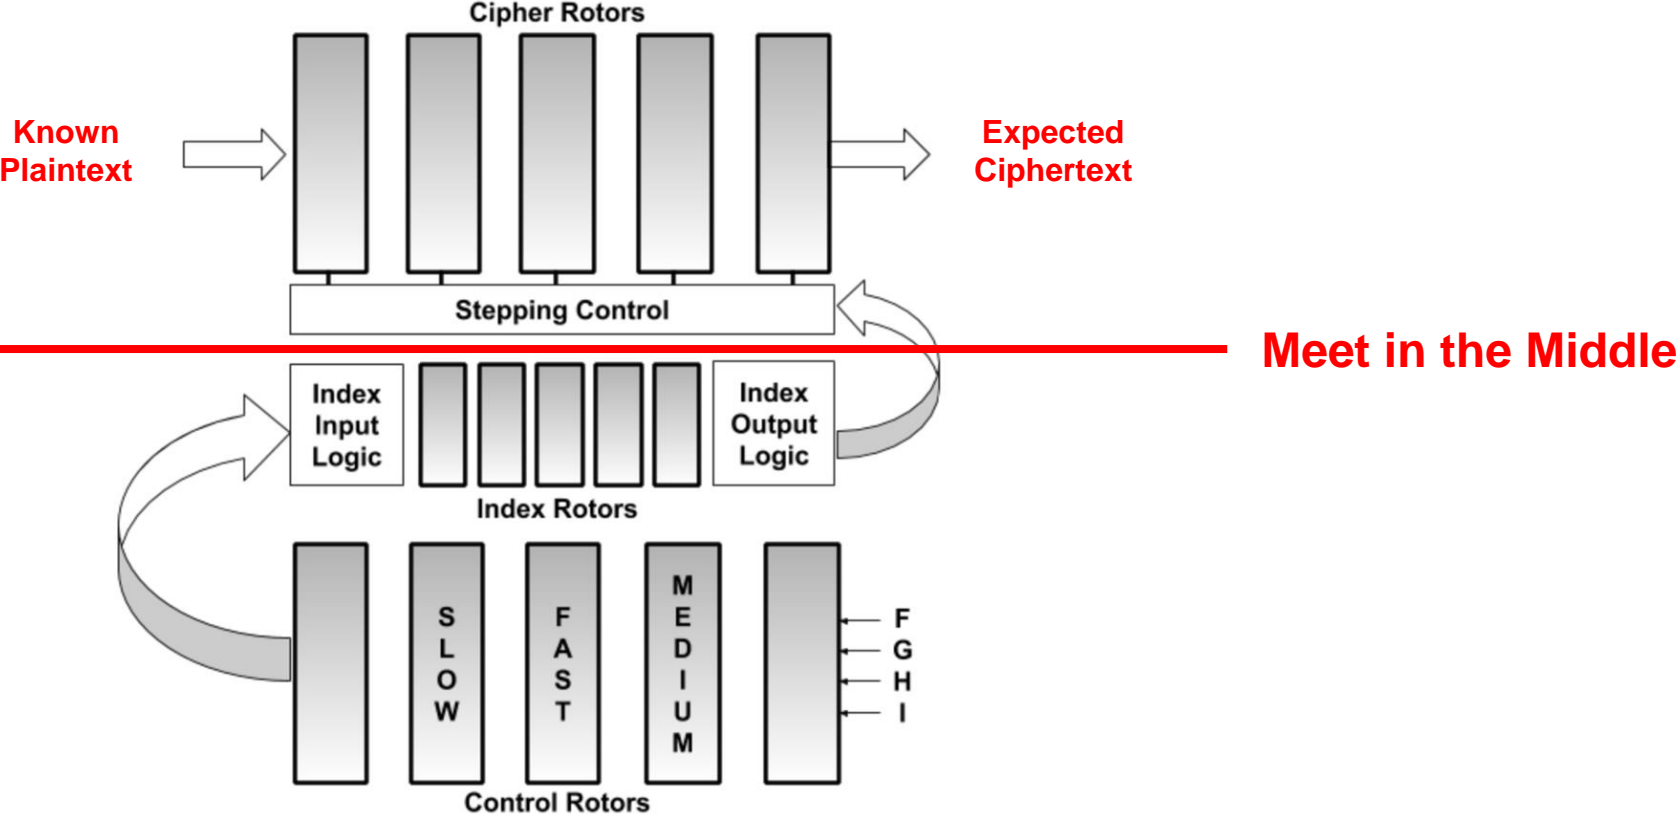 Cipher Rotors
Known
Plaintext
Expected
Ciphertext
Stepping Control
Meet in the Middle
Index
Input
Logic
Index
Output
Logic
Index Rotors
S
L
O
W
F
A
S
T
M
E
D
I
U
M
F
G
H
I
Control Rotors